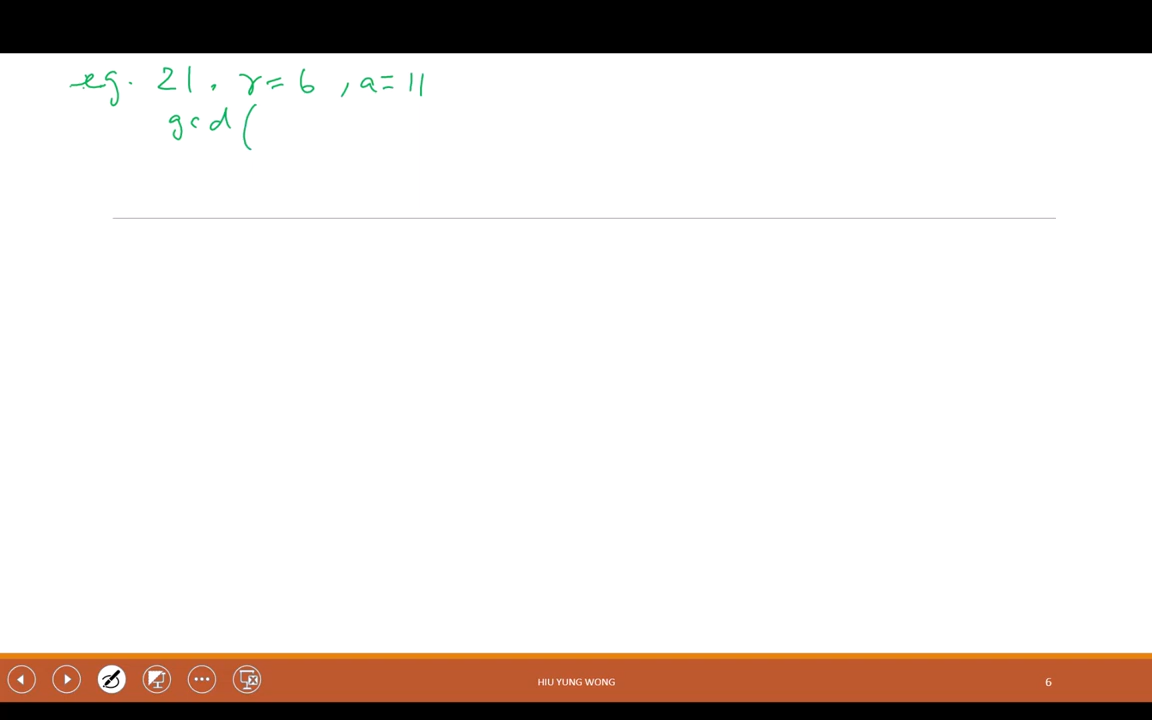 eg. 21, r = 6, a = 11
gcd (
HIU YUNG WONG
6